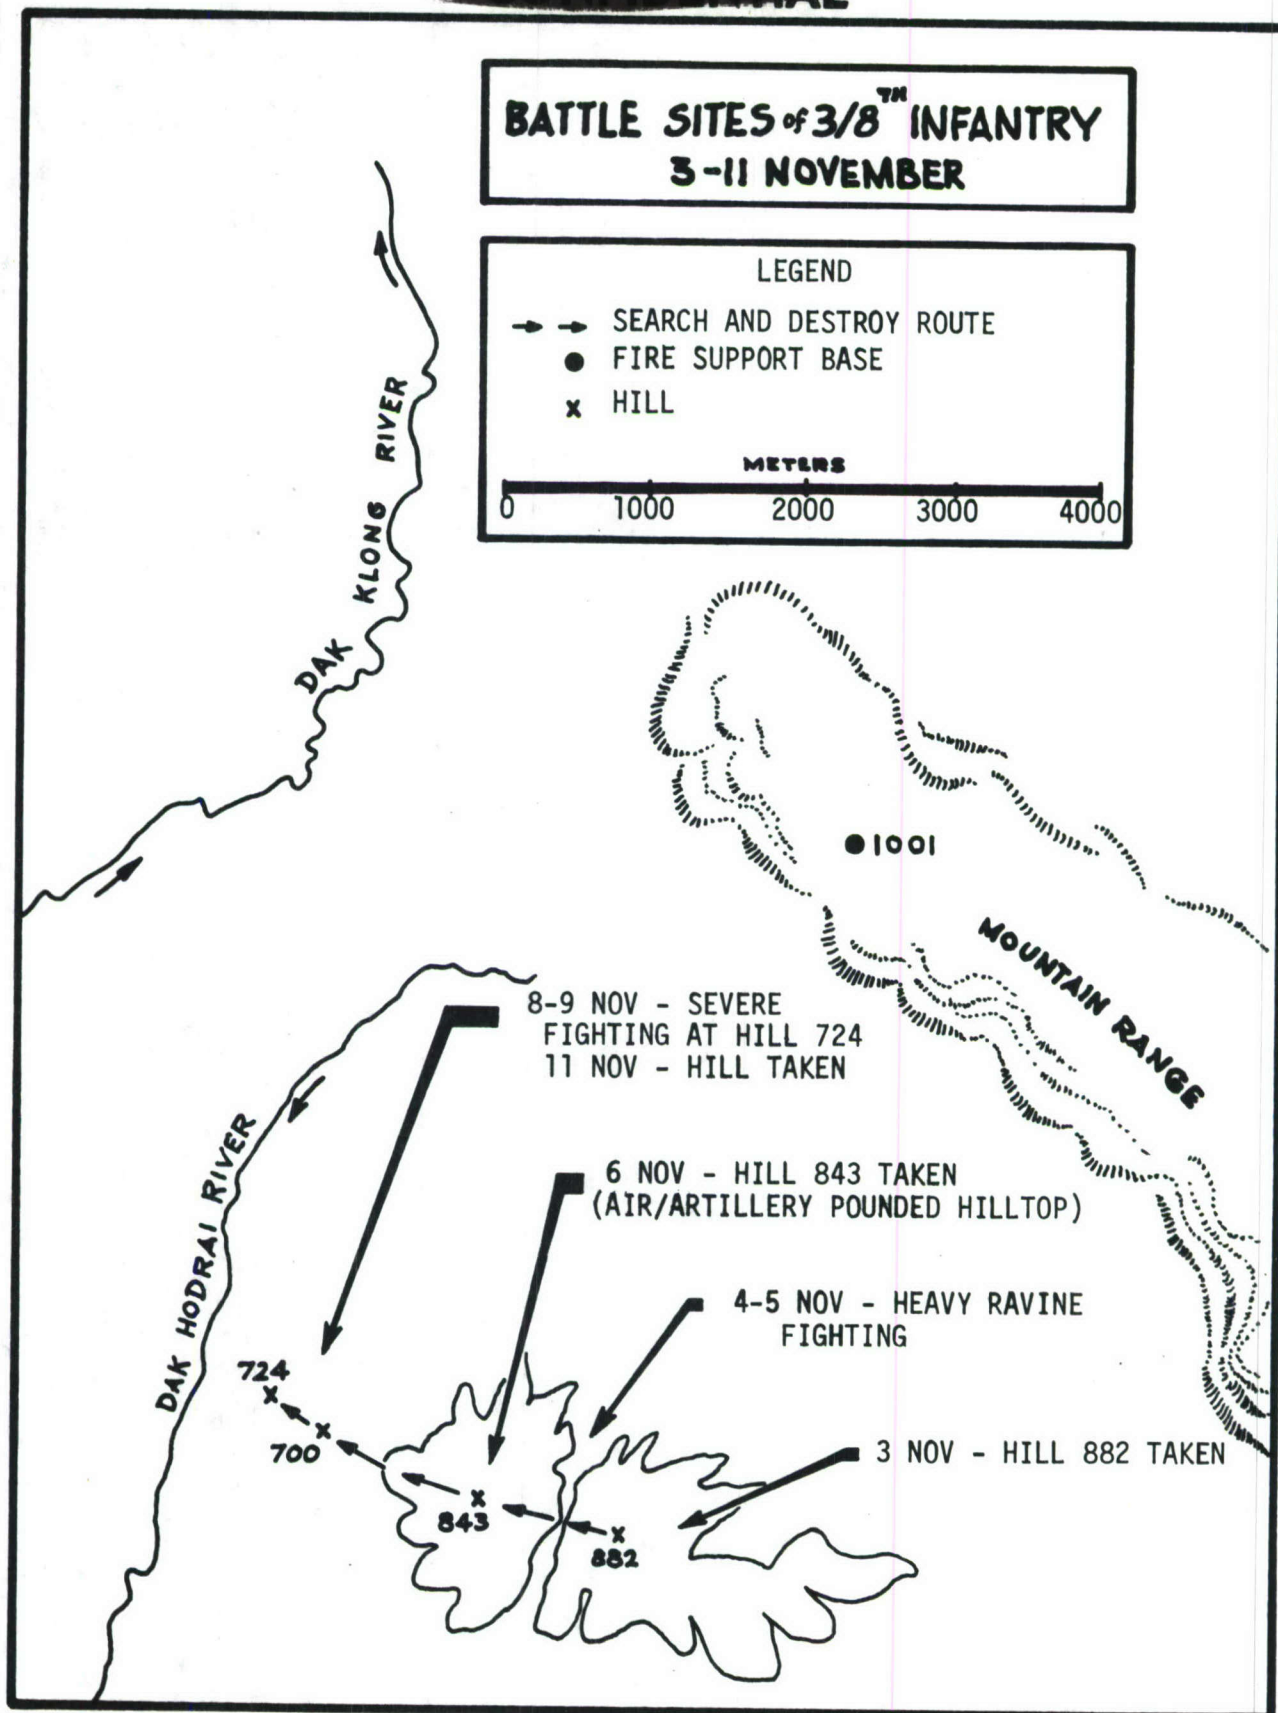 BATTLE SITES of 3/8TH INFANTRY
3-11 NOVEMBER
LEGEND
SEARCH AND DESTROY ROUTE
FIRE SUPPORT BASE
x HILL
METERS
0 1000 2000 3000 4000
DAK KLONG RIVER
1001
MOUNTAIN RANGE
8-9 NOV - SEVERE
FIGHTING AT HILL 724
11 NOV - HILL TAKEN
DAK HODRAI RIVER
6 NOV - HILL 843 TAKEN
(AIR/ARTILLERY POUNDED HILLTOP)
4-5 NOV - HEAVY RAVINE
FIGHTING
724
700
3 NOV - HILL 882 TAKEN
843
882